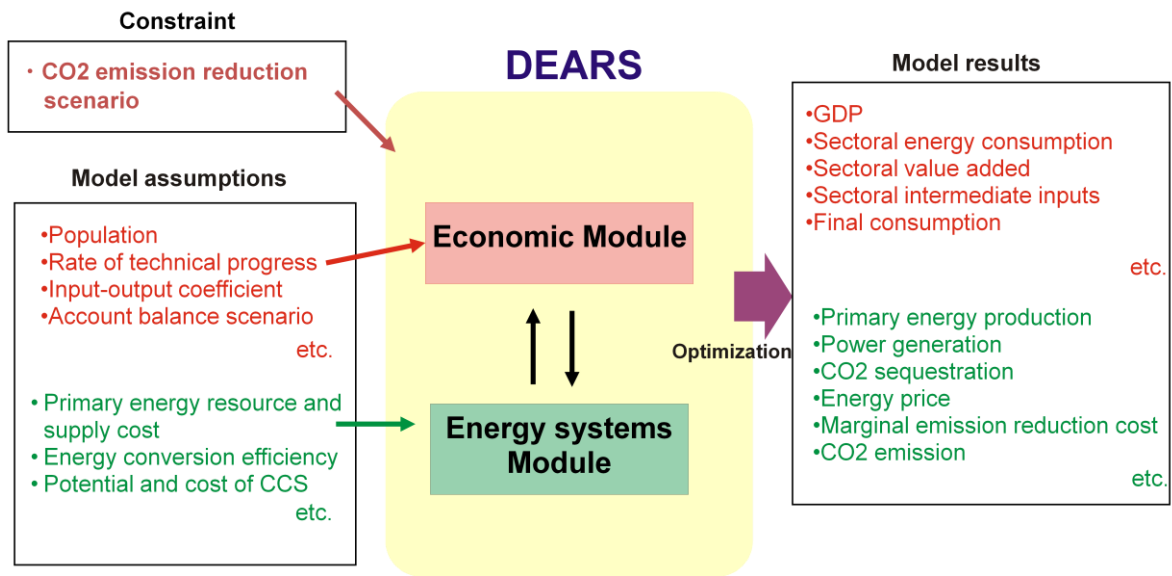 Constraint
・CO2 emission reduction
scenario
Model assumptions
•Population
•Rate of technical progress
•Input-output coefficient
•Account balance scenario
etc.
• Primary energy resource and
supply cost
• Energy conversion efficiency
• Potential and cost of CCS
etc.
DEARS
Economic Module
Energy systems
Module
Optimization
Model results
•GDP
•Sectoral energy consumption
•Sectoral value added
•Sectoral intermediate inputs
•Final consumption
etc.
•Primary energy production
•Power generation
•CO2 sequestration
•Energy price
•Marginal emission reduction cost
•CO2 emission
etc.